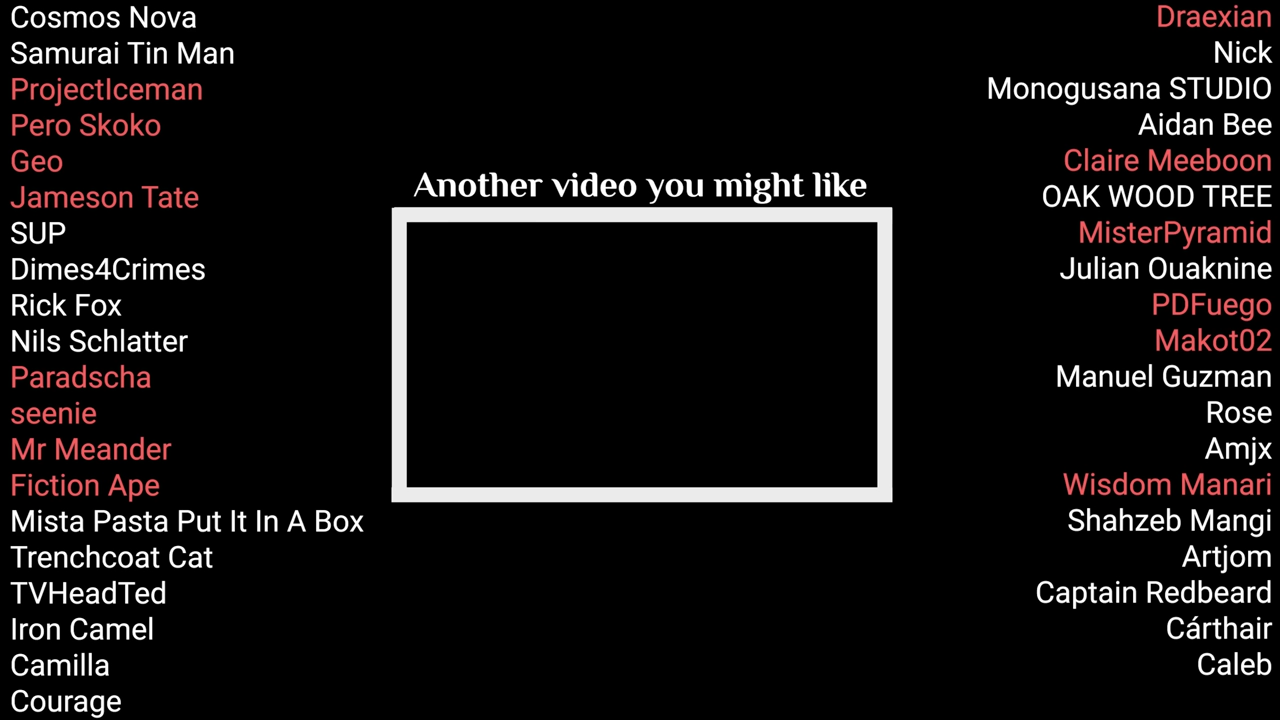 Cosmos Nova
Samurai Tin Man
ProjectIceman
Pero Skoko
Geo
Jameson Tate
SUP
Dimes4Crimes
Rick Fox
Nils Schlatter
Paradscha
seenie
Mr Meander
Fiction Ape
Mista Pasta Put It In A Box
Trenchcoat Cat
TVHeadTed
Iron Camel
Camilla
Courage
Another video you might like
Draexian
Nick
Monogusana STUDIO
Aidan Bee
Claire Meeboon
OAK WOOD TREE
MisterPyramid
Julian Ouaknine
PDFuego
Makot02
Manuel Guzman
Rose
Amjx
Wisdom Manari
Shahzeb Mangi
Artjom
Captain Redbeard
Cárthair
Caleb